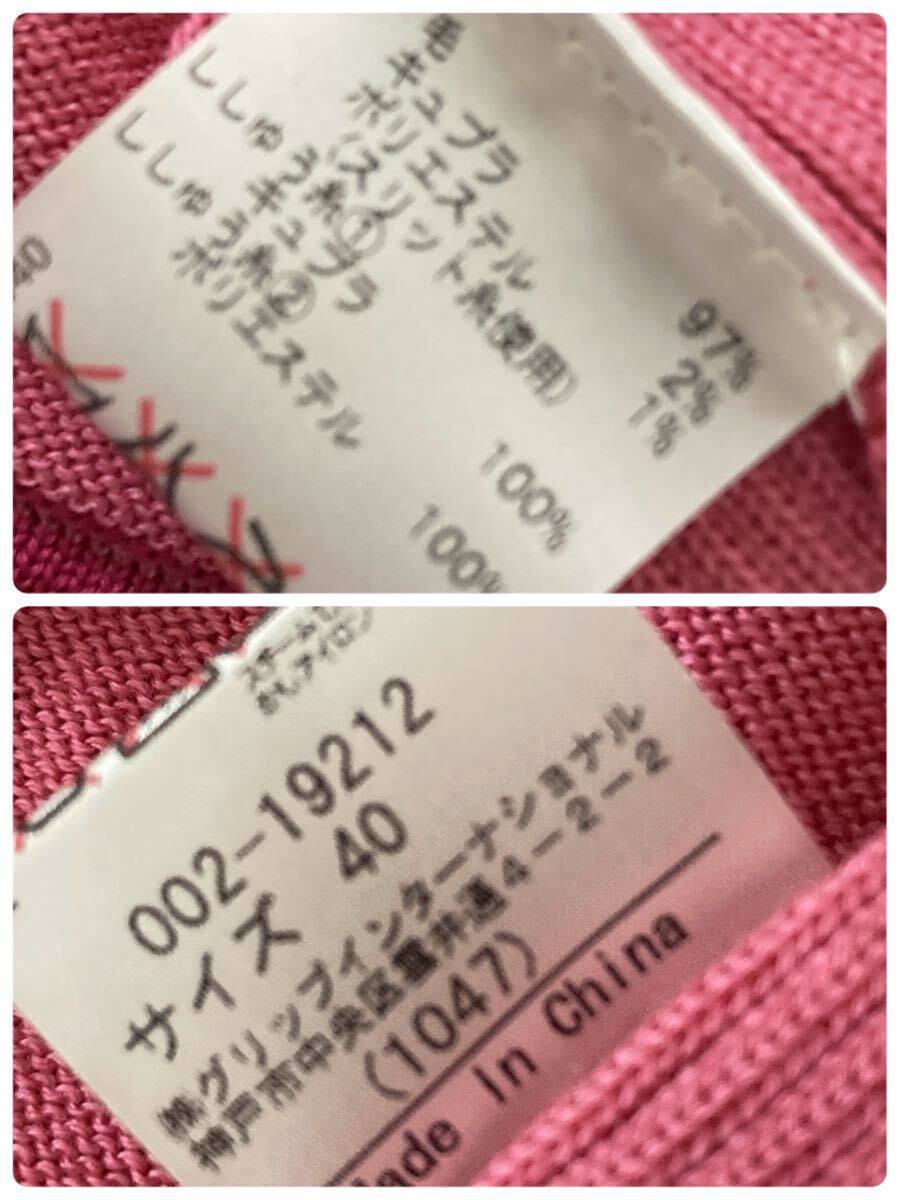 毛 97%
キュプラ 2%
ポリエステル 1%
(スリット糸使用)
ししゅう糸①
キュプラ 100%
ししゅう糸②
ポリエステル 100%
品
002-19212
サイズ 40
㈱グリップインターナショナル
神戸市中央区雲井通4-2-2
(1047)
Made In China